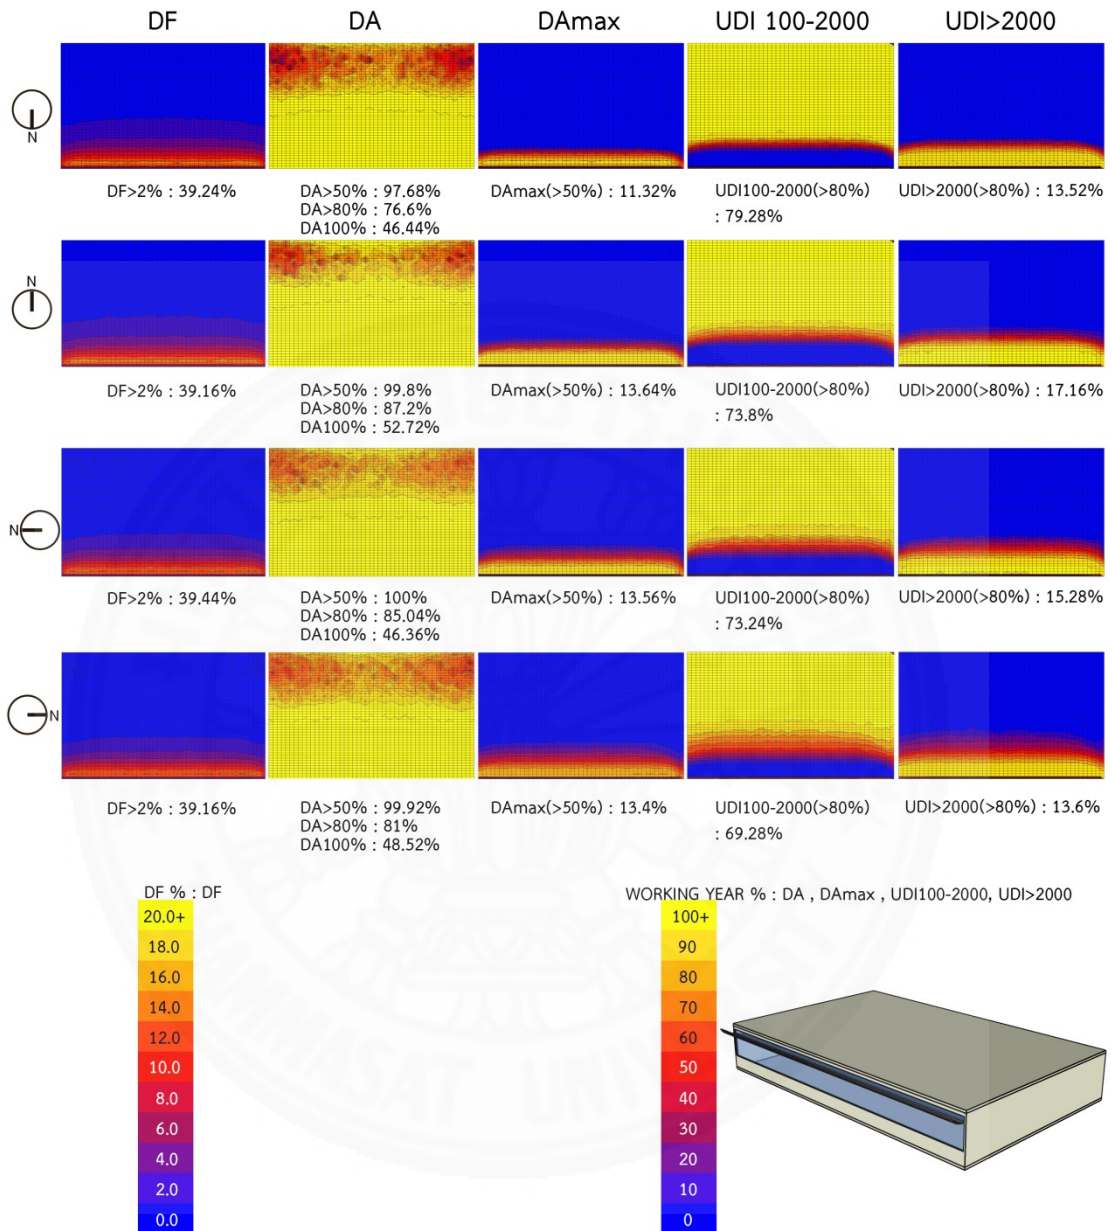 DF DA DAmax UDI 100-2000 UDI>2000
N
DF>2% : 39.24% DA>50% : 97.68% DAmax(>50%) : 11.32% UDI100-2000(>80%) UDI>2000(>80%) : 13.52%
DA>80% : 76.6% : 79.28%
DA100% : 46.44%
N
DF>2% : 39.16% DA>50% : 99.8% DAmax(>50%) : 13.64% UDI100-2000(>80%) UDI>2000(>80%) : 17.16%
DA>80% : 87.2% : 73.8%
DA100% : 52.72%
N
DF>2% : 39.44% DA>50% : 100% DAmax(>50%) : 13.56% UDI100-2000(>80%) UDI>2000(>80%) : 15.28%
DA>80% : 85.04% : 73.24%
DA100% : 46.36%
N
DF>2% : 39.16% DA>50% : 99.92% DAmax(>50%) : 13.4% UDI100-2000(>80%) UDI>2000(>80%) : 13.6%
DA>80% : 81% : 69.28%
DA100% : 48.52%
DF % : DF WORKING YEAR % : DA , DAmax , UDI100-2000, UDI>2000
20.0+ 100+
18.0 90
16.0 80
14.0 70
12.0 60
10.0 50
8.0 40
6.0 30
4.0 20
2.0 10
0.0 0